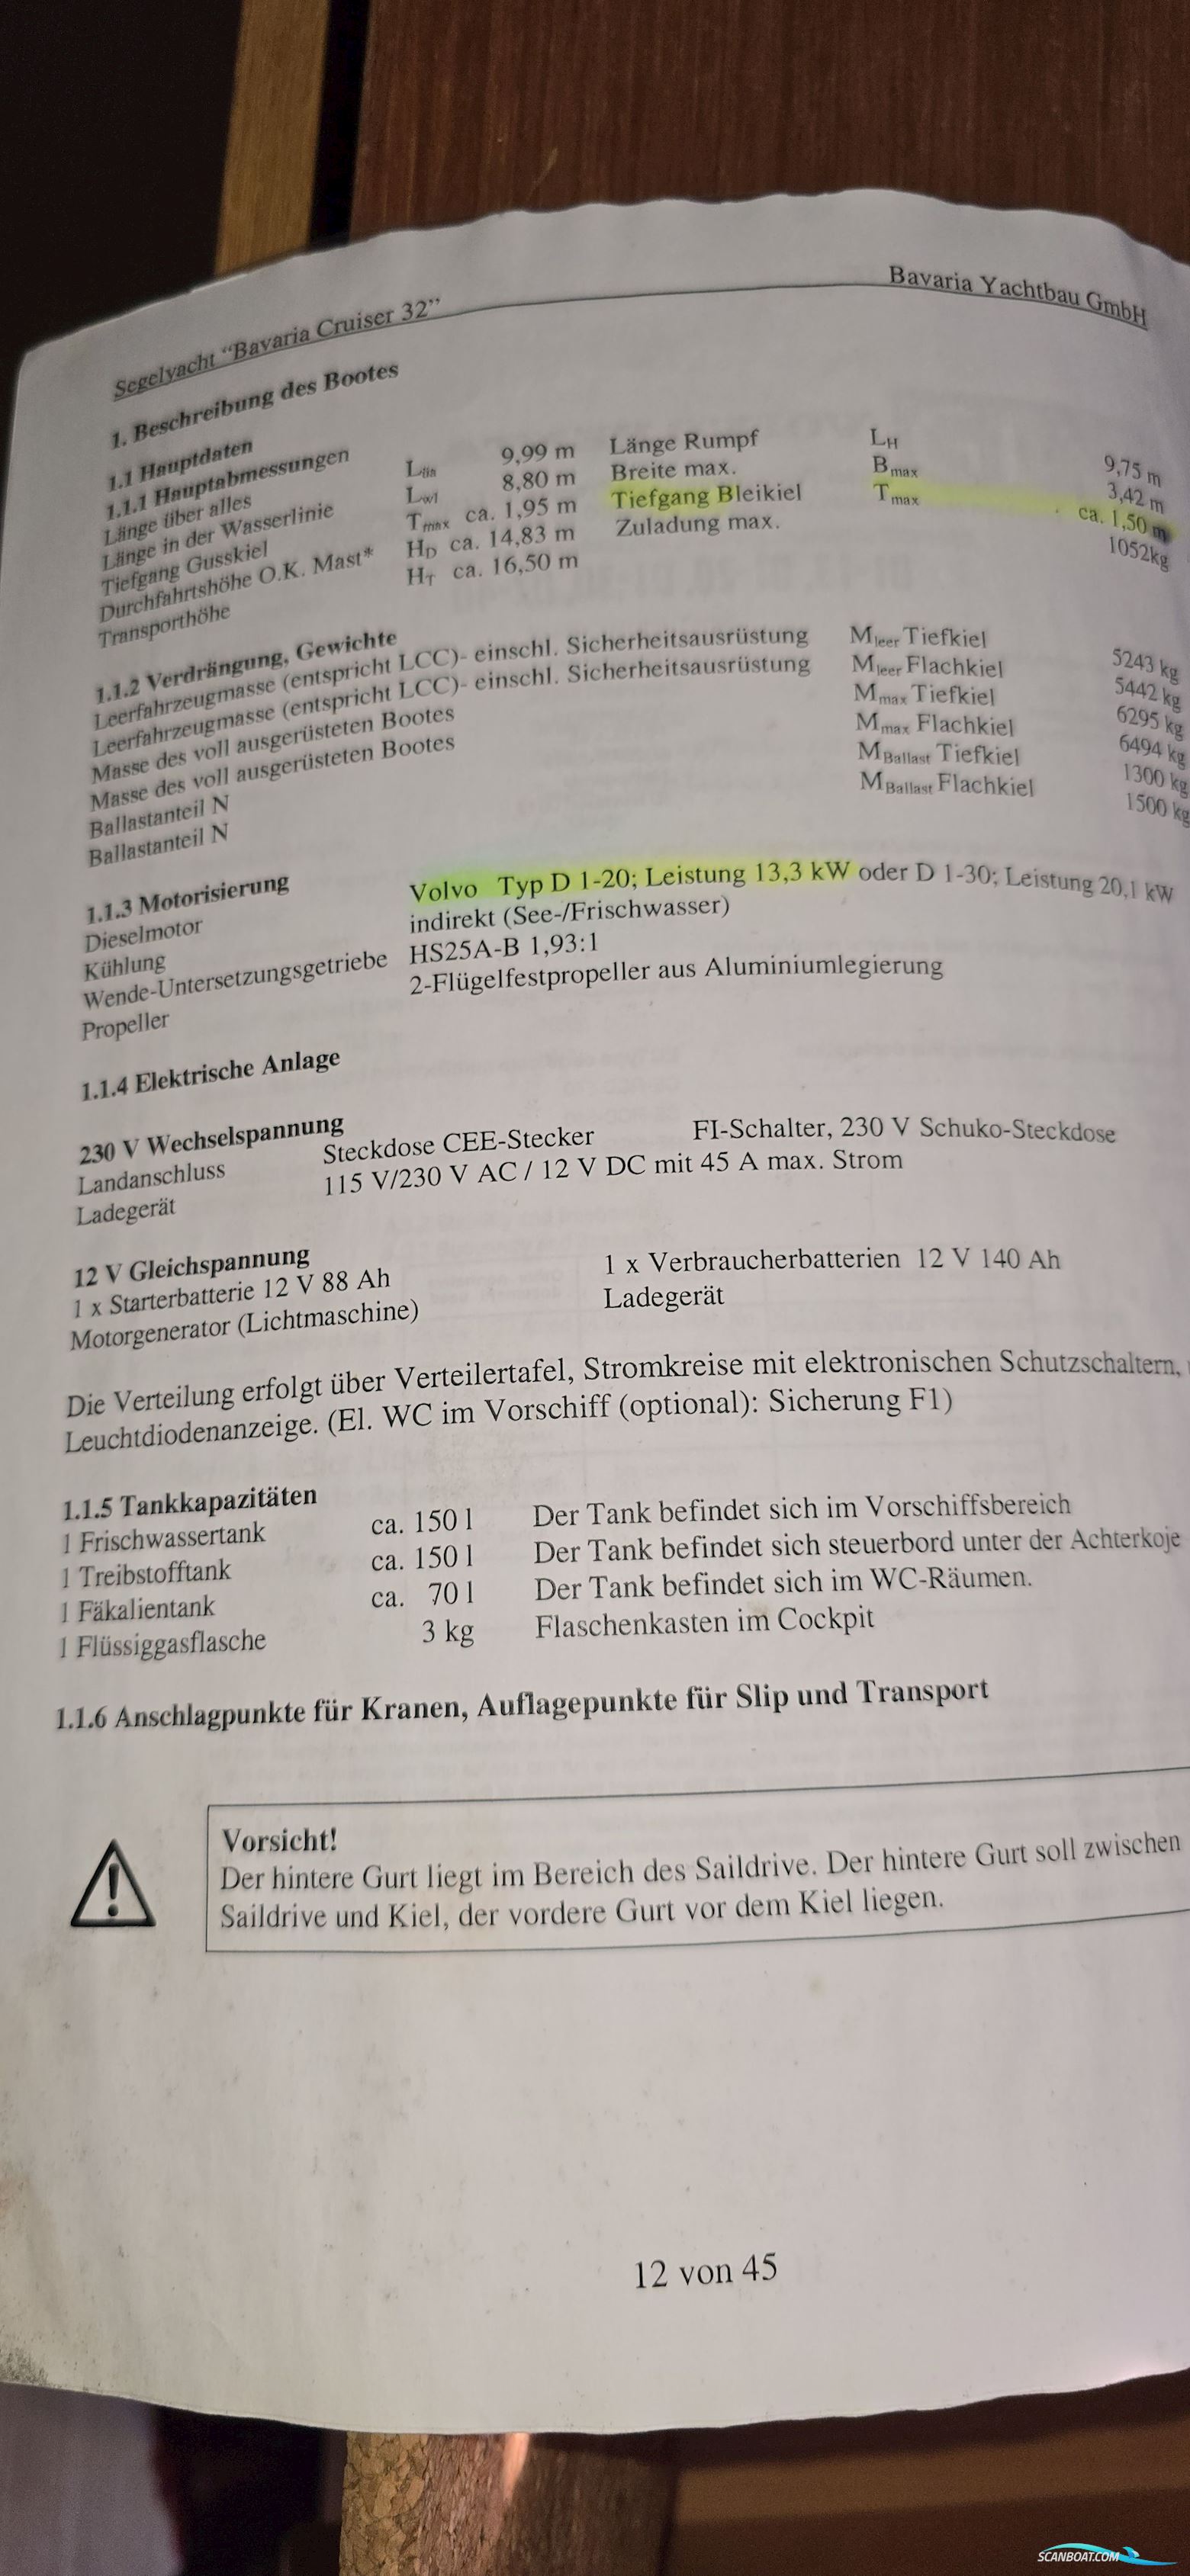 Segelyacht “Bavaria Cruiser 32” Bavaria Yachtbau GmbH
1. Beschreibung des Bootes
1.1 Hauptdaten
1.1.1 Hauptabmessungen
Länge über alles Lüa 9,99 m Länge Rumpf LH 9,75 m
Länge in der Wasserlinie Lwl 8,80 m Breite max. Bmax 3,42 m
Tiefgang Gusskiel Tmax ca. 1,95 m Tiefgang Bleikiel Tmax ca. 1,50 m
Durchfahrtshöhe O.K. Mast* HD ca. 14,83 m Zuladung max. 1052kg
Transporthöhe HT ca. 16,50 m
1.1.2 Verdrängung, Gewichte
Leerfahrzeugmasse (entspricht LCC)- einschl. Sicherheitsausrüstung Mleer Tiefkiel 5243 kg
Leerfahrzeugmasse (entspricht LCC)- einschl. Sicherheitsausrüstung Mleer Flachkiel 5442 kg
Masse des voll ausgerüsteten Bootes Mmax Tiefkiel 6295 kg
Masse des voll ausgerüsteten Bootes Mmax Flachkiel 6494 kg
Ballastanteil N MBallast Tiefkiel 1300 kg
Ballastanteil N MBallast Flachkiel 1500 kg
1.1.3 Motorisierung
Dieselmotor Volvo Typ D 1-20; Leistung 13,3 kW oder D 1-30; Leistung 20,1 kW
Kühlung indirekt (See-/Frischwasser)
Wende-Untersetzungsgetriebe HS25A-B 1,93:1
Propeller 2-Flügelfestpropeller aus Aluminiumlegierung
1.1.4 Elektrische Anlage
230 V Wechselspannung
Landanschluss Steckdose CEE-Stecker FI-Schalter, 230 V Schuko-Steckdose
Ladegerät 115 V/230 V AC / 12 V DC mit 45 A max. Strom
12 V Gleichspannung
1 x Starterbatterie 12 V 88 Ah 1 x Verbraucherbatterien 12 V 140 Ah
Motorgenerator (Lichtmaschine) Ladegerät
Die Verteilung erfolgt über Verteilertafel, Stromkreise mit elektronischen Schutzschaltern,
Leuchtdiodenanzeige. (El. WC im Vorschiff (optional): Sicherung F1)
1.1.5 Tankkapazitäten
1 Frischwassertank ca. 150 l Der Tank befindet sich im Vorschiffsbereich
1 Treibstofftank ca. 150 l Der Tank befindet sich steuerbord unter der Achterkoje
1 Fäkalientank ca. 70 l Der Tank befindet sich im WC-Räumen.
1 Flüssiggasflasche 3 kg Flaschenkasten im Cockpit
1.1.6 Anschlagpunkte für Kranen, Auflagepunkte für Slip und Transport
Vorsicht!
Der hintere Gurt liegt im Bereich des Saildrive. Der hintere Gurt soll zwischen
Saildrive und Kiel, der vordere Gurt vor dem Kiel liegen.
12 von 45
SCANBOAT.COM